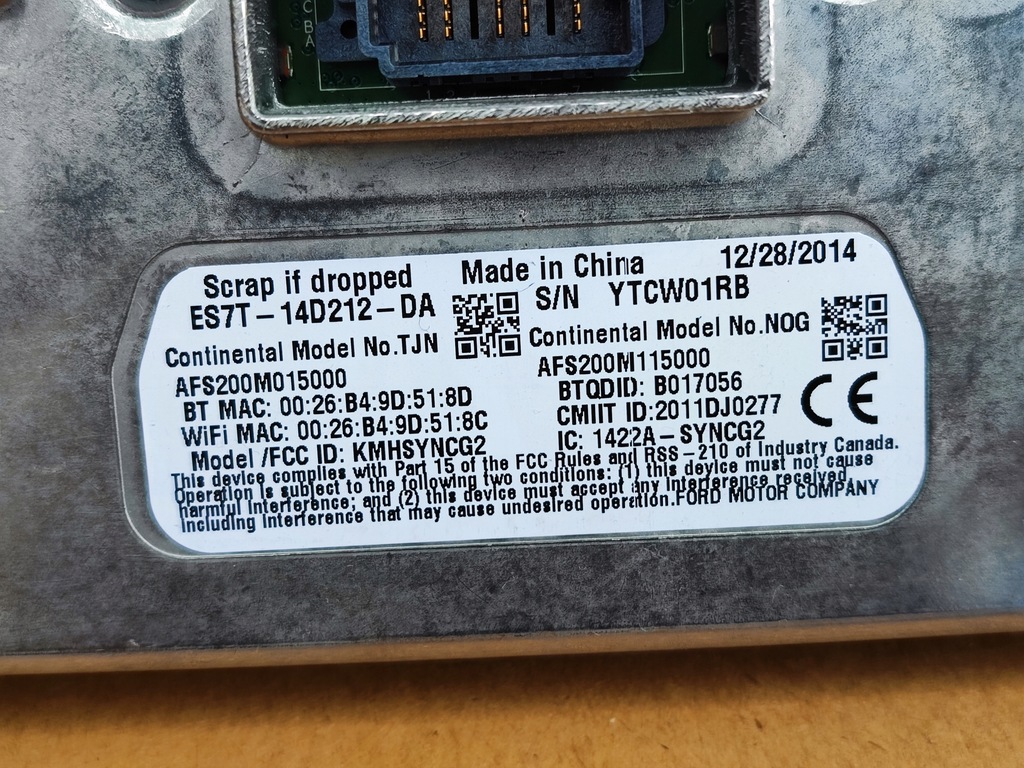 C B A
Scrap if dropped Made in China 12/28/2014
ES7T-14D212-DA S/N YTCW01RB
Continental Model No.TJN Continental Model No.NOG
AFS200M015000 AFS200M115000
BT MAC: 00:26:B4:9D:51:8D BTQDID: B017056
WiFi MAC: 00:26:B4:9D:51:8C CMIIT ID:2011DJ0277 CE
Model /FCC ID: KMHSYNCG2 IC: 1422A-SYNCG2
This device complies with Part 15 of the FCC Rules and RSS-210 of Industry Canada.
Operation is subject to the following two conditions: (1) this device must not cause
harmful interference, and (2) this device must accept any interference received,
including interference that may cause undesired operation.FORD MOTOR COMPANY